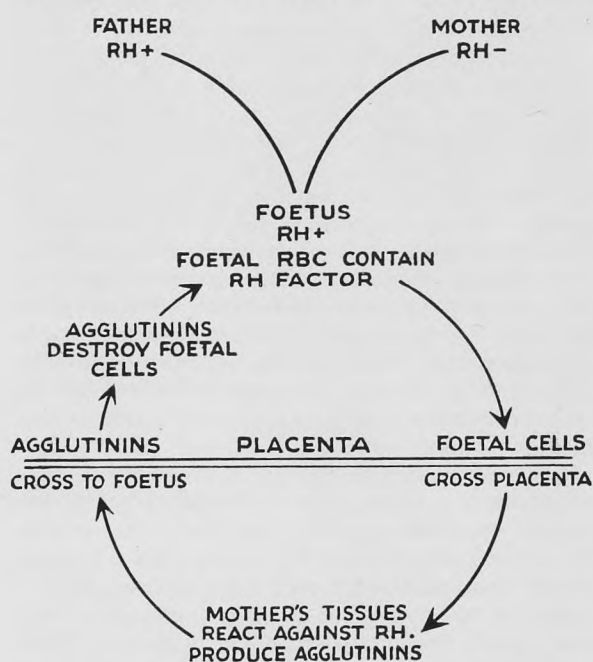 FATHER
RH+
MOTHER
RH−
FOETUS
RH+
FOETAL RBC CONTAIN
RH FACTOR
AGGLUTININS
DESTROY FOETAL
CELLS
AGGLUTININS PLACENTA FOETAL CELLS
CROSS TO FOETUS CROSS PLACENTA
MOTHER'S TISSUES
REACT AGAINST RH.
PRODUCE AGGLUTININS